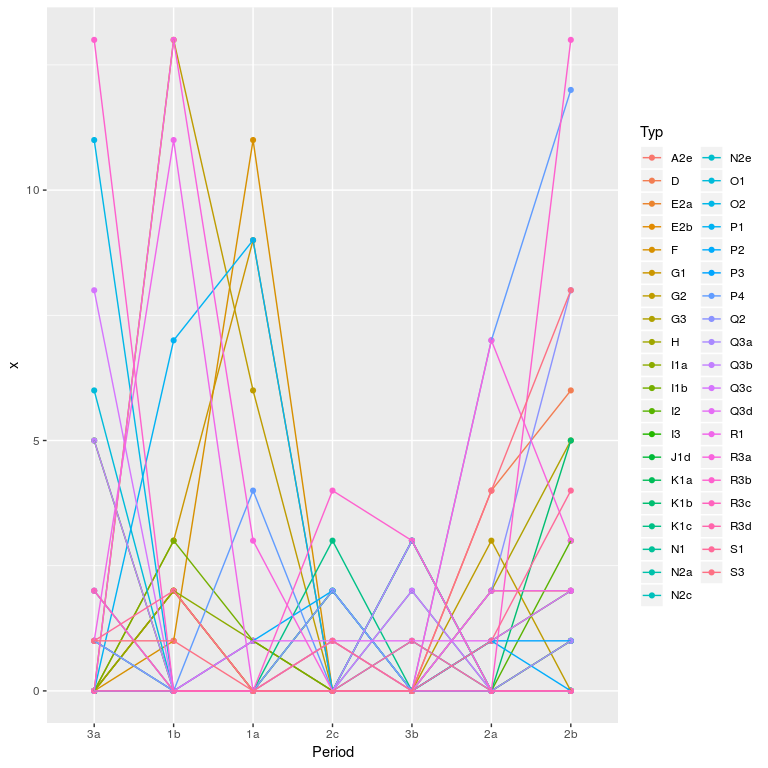 10
5
0
x
3a 1b 1a 2c 3b 2a 2b
Period
Typ
A2e
D
E2a
E2b
F
G1
G2
G3
H
I1a
I1b
I2
I3
J1d
K1a
K1b
K1c
N1
N2a
N2c
N2e
O1
O2
P1
P2
P3
P4
Q2
Q3a
Q3b
Q3c
Q3d
R1
R3a
R3b
R3c
R3d
S1
S3